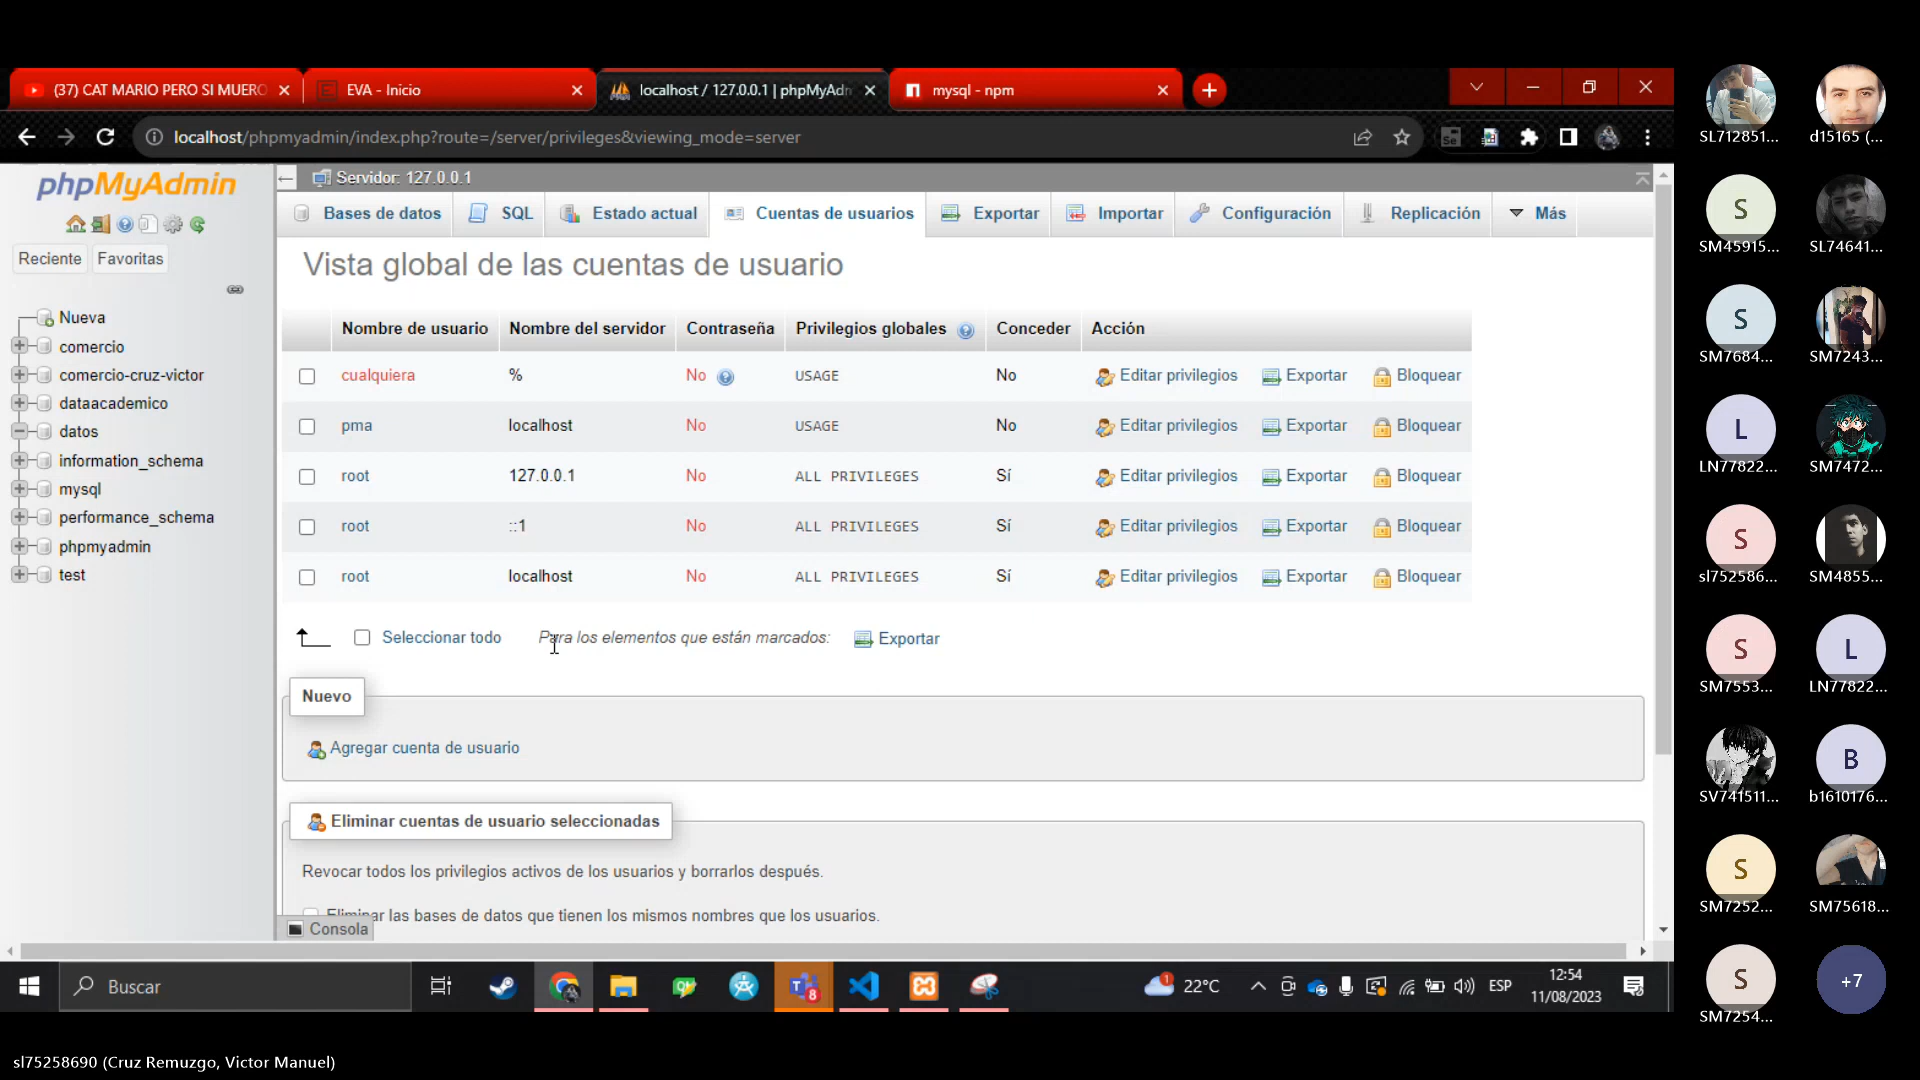 (37) CAT MARIO PERO SI MUERO
EVA - Inicio
localhost / 127.0.0.1 | phpMyAdn
mysql - npm
localhost/phpmyadmin/index.php?route=/server/privileges&viewing_mode=server
phpMyAdmin
Reciente
Favoritas
Nueva
comercio
comercio-cruz-victor
dataacademico
datos
information_schema
mysql
performance_schema
phpmyadmin
test
Servidor: 127.0.0.1
Bases de datos
SQL
Estado actual
Cuentas de usuarios
Exportar
Importar
Configuración
Replicación
Más
Vista global de las cuentas de usuario
Nombre de usuario Nombre del servidor Contraseña Privilegios globales Conceder Acción
cualquiera % No USAGE No Editar privilegios Exportar Bloquear
pma localhost No USAGE No Editar privilegios Exportar Bloquear
root 127.0.0.1 No ALL PRIVILEGES Sí Editar privilegios Exportar Bloquear
root ::1 No ALL PRIVILEGES Sí Editar privilegios Exportar Bloquear
root localhost No ALL PRIVILEGES Sí Editar privilegios Exportar Bloquear
Seleccionar todo Para los elementos que están marcados: Exportar
Nuevo
Agregar cuenta de usuario
Eliminar cuentas de usuario seleccionadas
Revocar todos los privilegios activos de los usuarios y borrarlos después.
Eliminar las bases de datos que tienen los mismos nombres que los usuarios.
Consola
Buscar
8
1
22°C
ESP
12:54
11/08/2023
SL712851...
d15165 (...
S
SM45915...
SL74641...
S
SM7684...
SM7243...
L
LN77822...
SM7472...
S
sl752586...
SM4855...
S
SM7553...
L
LN77822...
SV741511...
B
b1610176...
S
SM7252...
SM75618...
S
SM7254...
+7
sl75258690 (Cruz Remuzgo, Victor Manuel)